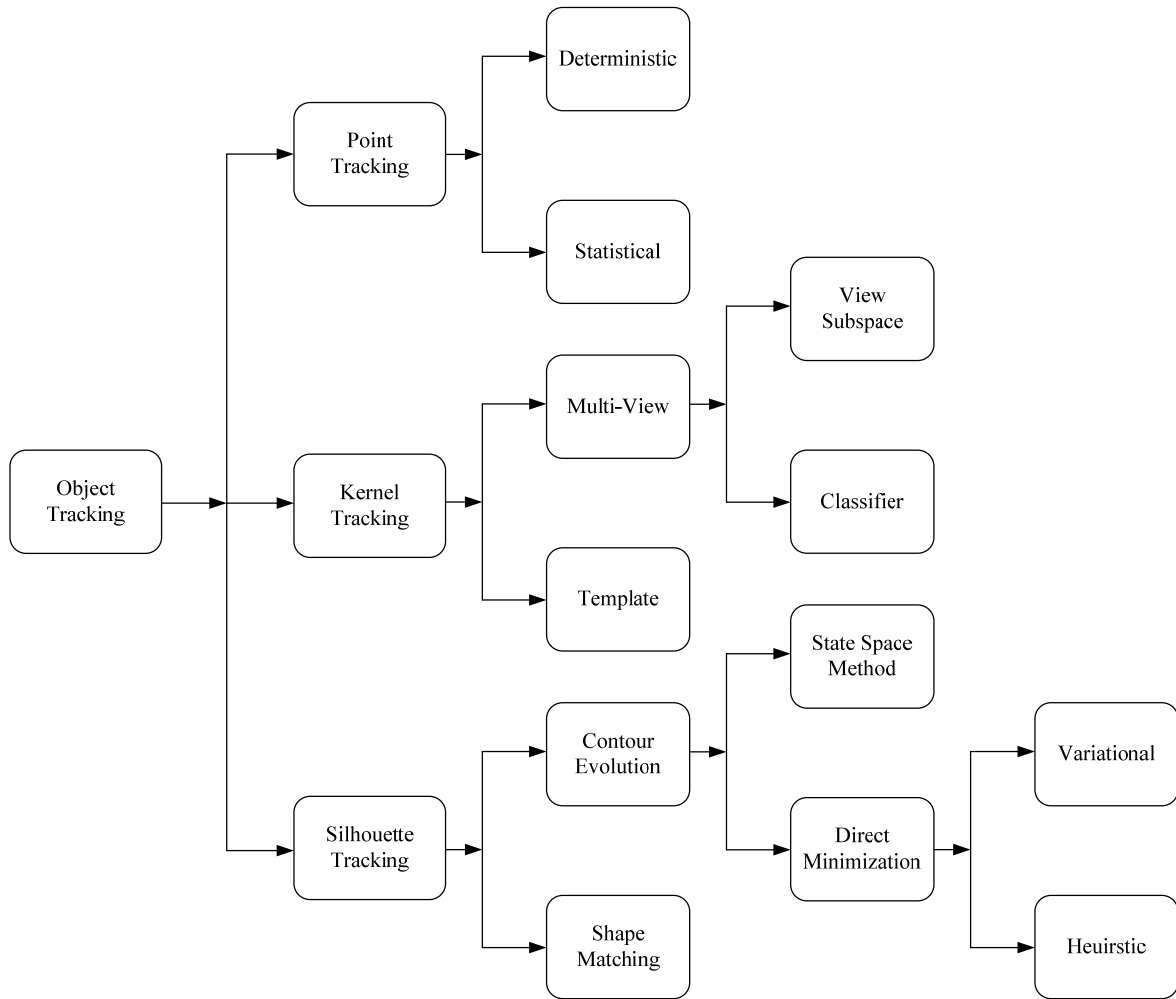 Deterministic
Point
Tracking
Statistical
View
Subspace
Multi-View
Object
Tracking
Kernel
Tracking
Classifier
Template
State Space
Method
Contour
Evolution
Variational
Silhouette
Tracking
Direct
Minimization
Shape
Matching
Heuirstic